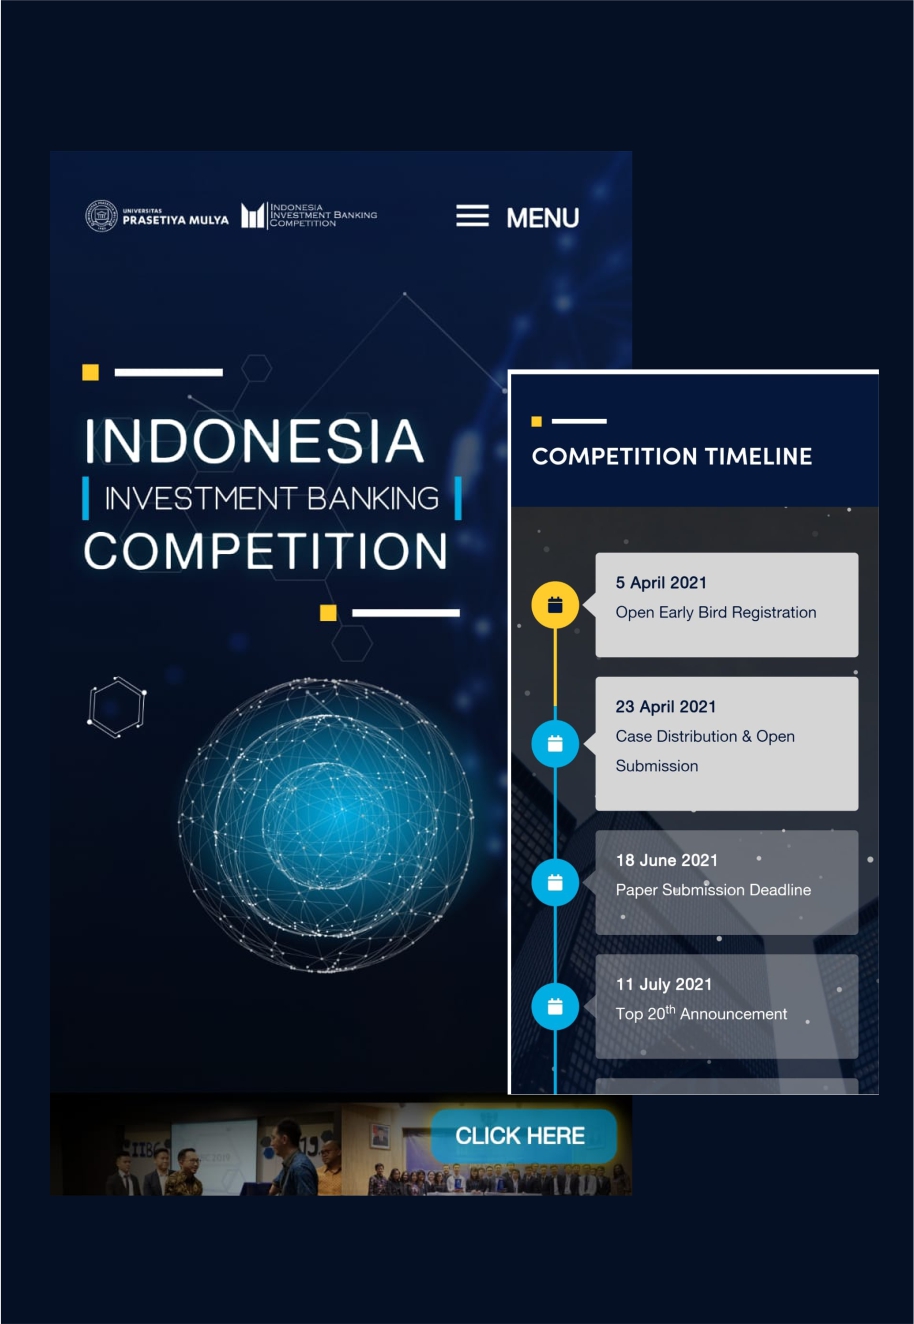 UNIVERSITAS
PRASETIYA MULYA
INDONESIA
INVESTMENT BANKING
COMPETITION
MENU
INDONESIA
INVESTMENT BANKING
COMPETITION
COMPETITION TIMELINE
5 April 2021
Open Early Bird Registration
23 April 2021
Case Distribution & Open
Submission
18 June 2021
Paper Submission Deadline
11 July 2021
Top 20th Announcement
CLICK HERE